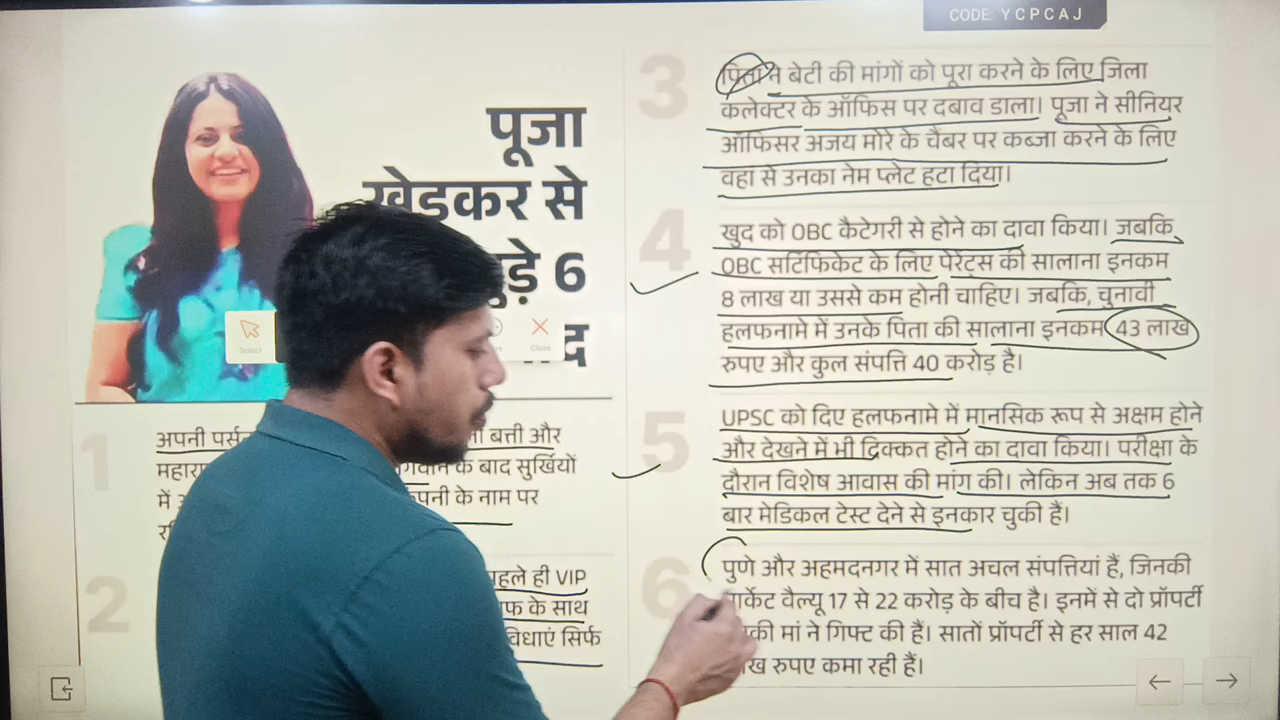 CODE: Y C P C A J
पूजा
खेडकर से
ड़े 6
द
Select
Close
1
अपनी पर्स
बत्ती और
महारा
के बाद सुर्खियों
में
के नाम पर
2
हले ही VIP
फ के साथ
सिर्फ
3
पिता ने बेटी की मांगों को पूरा करने के लिए जिला
कलेक्टर के ऑफिस पर दबाव डाला। पूजा ने सीनियर
ऑफिसर अजय मोरे के चैंबर पर कब्जा करने के लिए
वहा से उनका नेम प्लेट हटा दिया।
4
खुद को OBC कैटेगरी से होने का दावा किया। जबकि,
OBC सर्टिफिकेट के लिए पेरेंट्स की सालाना इनकम
8 लाख या उससे कम होनी चाहिए। जबकि, चुनावी
हलफनामे में उनके पिता की सालाना इनकम 43 लाख
रुपए और कुल संपत्ति 40 करोड़ है।
5
UPSC को दिए हलफनामे में मानसिक रूप से अक्षम होने
और देखने में भी दिक्कत होने का दावा किया। परीक्षा के
दौरान विशेष आवास की मांग की। लेकिन अब तक 6
बार मेडिकल टेस्ट देने से इनकार चुकी हैं।
6
पुणे और अहमदनगर में सात अचल संपत्तियां हैं, जिनकी
मार्केट वैल्यू 17 से 22 करोड़ के बीच है। इनमें से दो प्रॉपर्टी
की मां ने गिफ्ट की हैं। सातों प्रॉपर्टी से हर साल 42
ख रुपए कमा रही हैं।